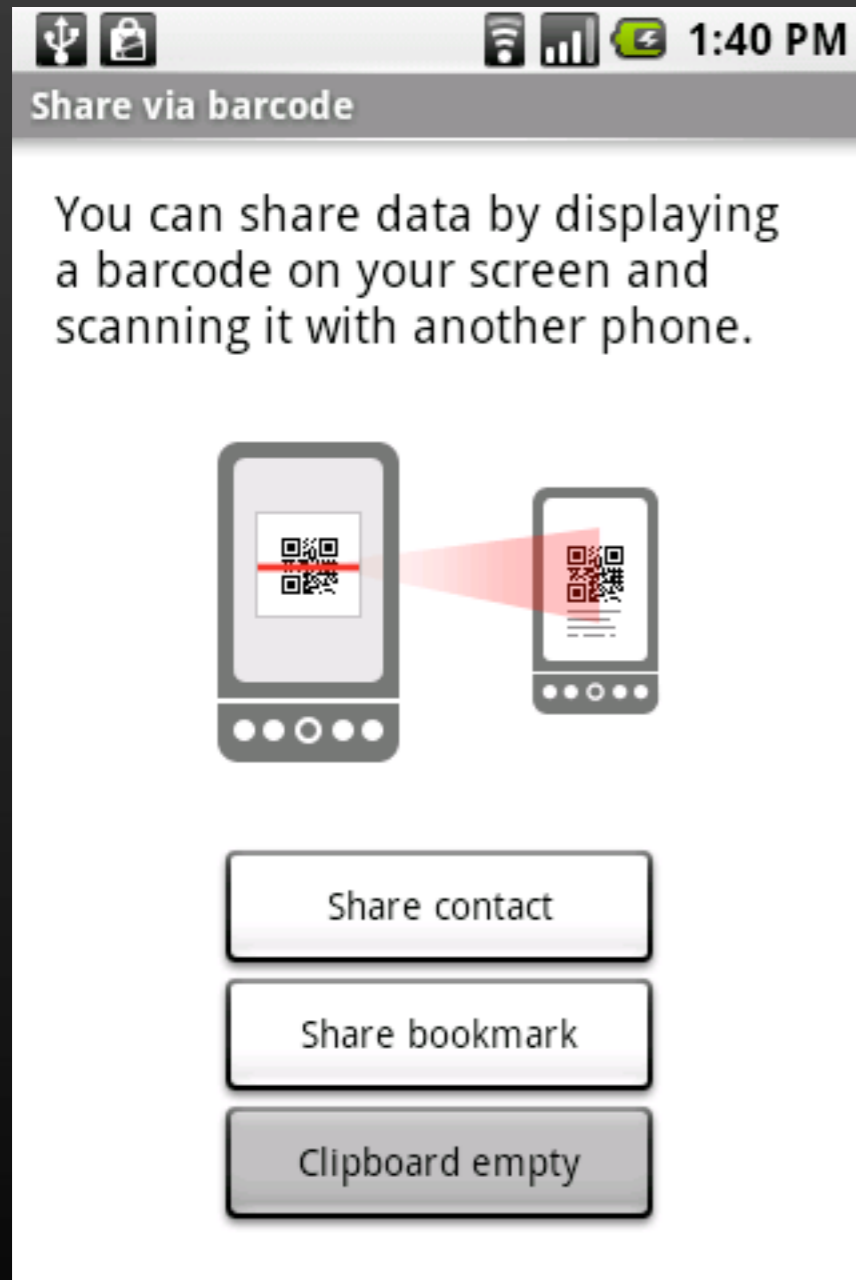 1:40 PM
Share via barcode
You can share data by displaying
a barcode on your screen and
scanning it with another phone.
Share contact
Share bookmark
Clipboard empty